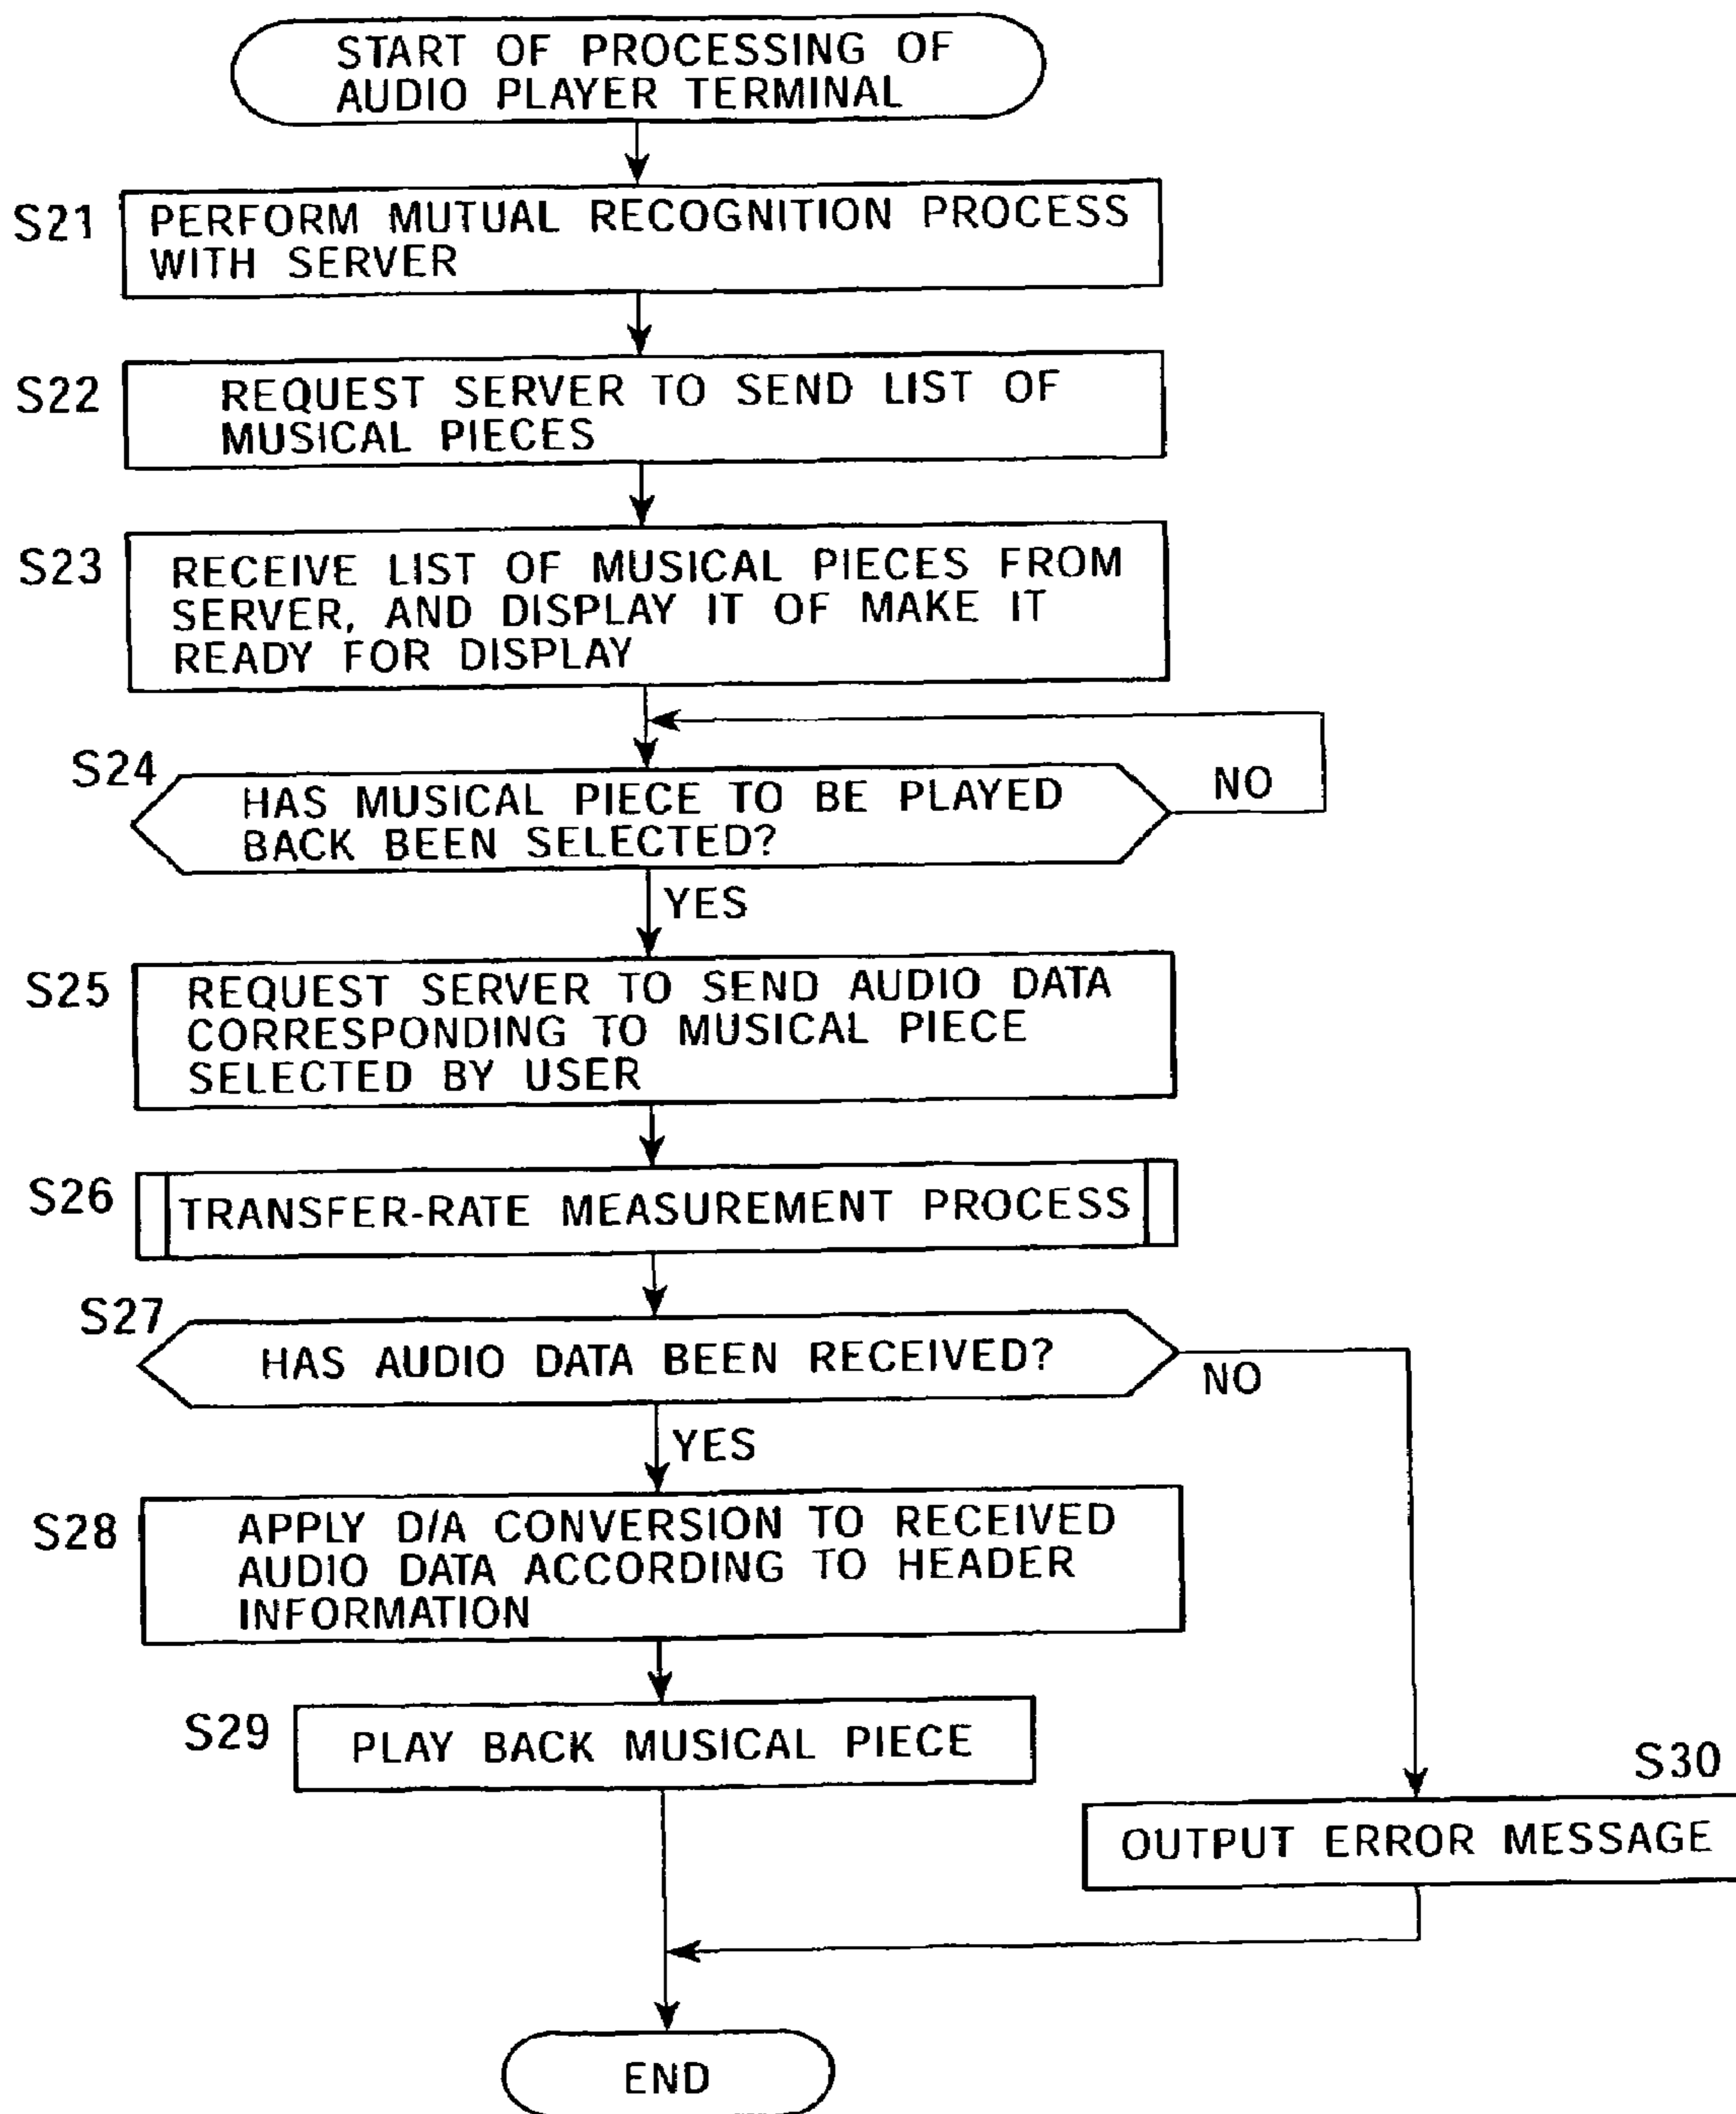 START OF PROCESSING OF
AUDIO PLAYER TERMINAL
S21
PERFORM MUTUAL RECOGNITION PROCESS
WITH SERVER
S22
REQUEST SERVER TO SEND LIST OF
MUSICAL PIECES
S23
RECEIVE LIST OF MUSICAL PIECES FROM
SERVER, AND DISPLAY IT OF MAKE IT
READY FOR DISPLAY
S24
HAS MUSICAL PIECE TO BE PLAYED
BACK BEEN SELECTED?
NO
YES
S25
REQUEST SERVER TO SEND AUDIO DATA
CORRESPONDING TO MUSICAL PIECE
SELECTED BY USER
S26
TRANSFER-RATE MEASUREMENT PROCESS
S27
HAS AUDIO DATA BEEN RECEIVED?
NO
YES
S28
APPLY D/A CONVERSION TO RECEIVED
AUDIO DATA ACCORDING TO HEADER
INFORMATION
S29
PLAY BACK MUSICAL PIECE
S30
OUTPUT ERROR MESSAGE
END